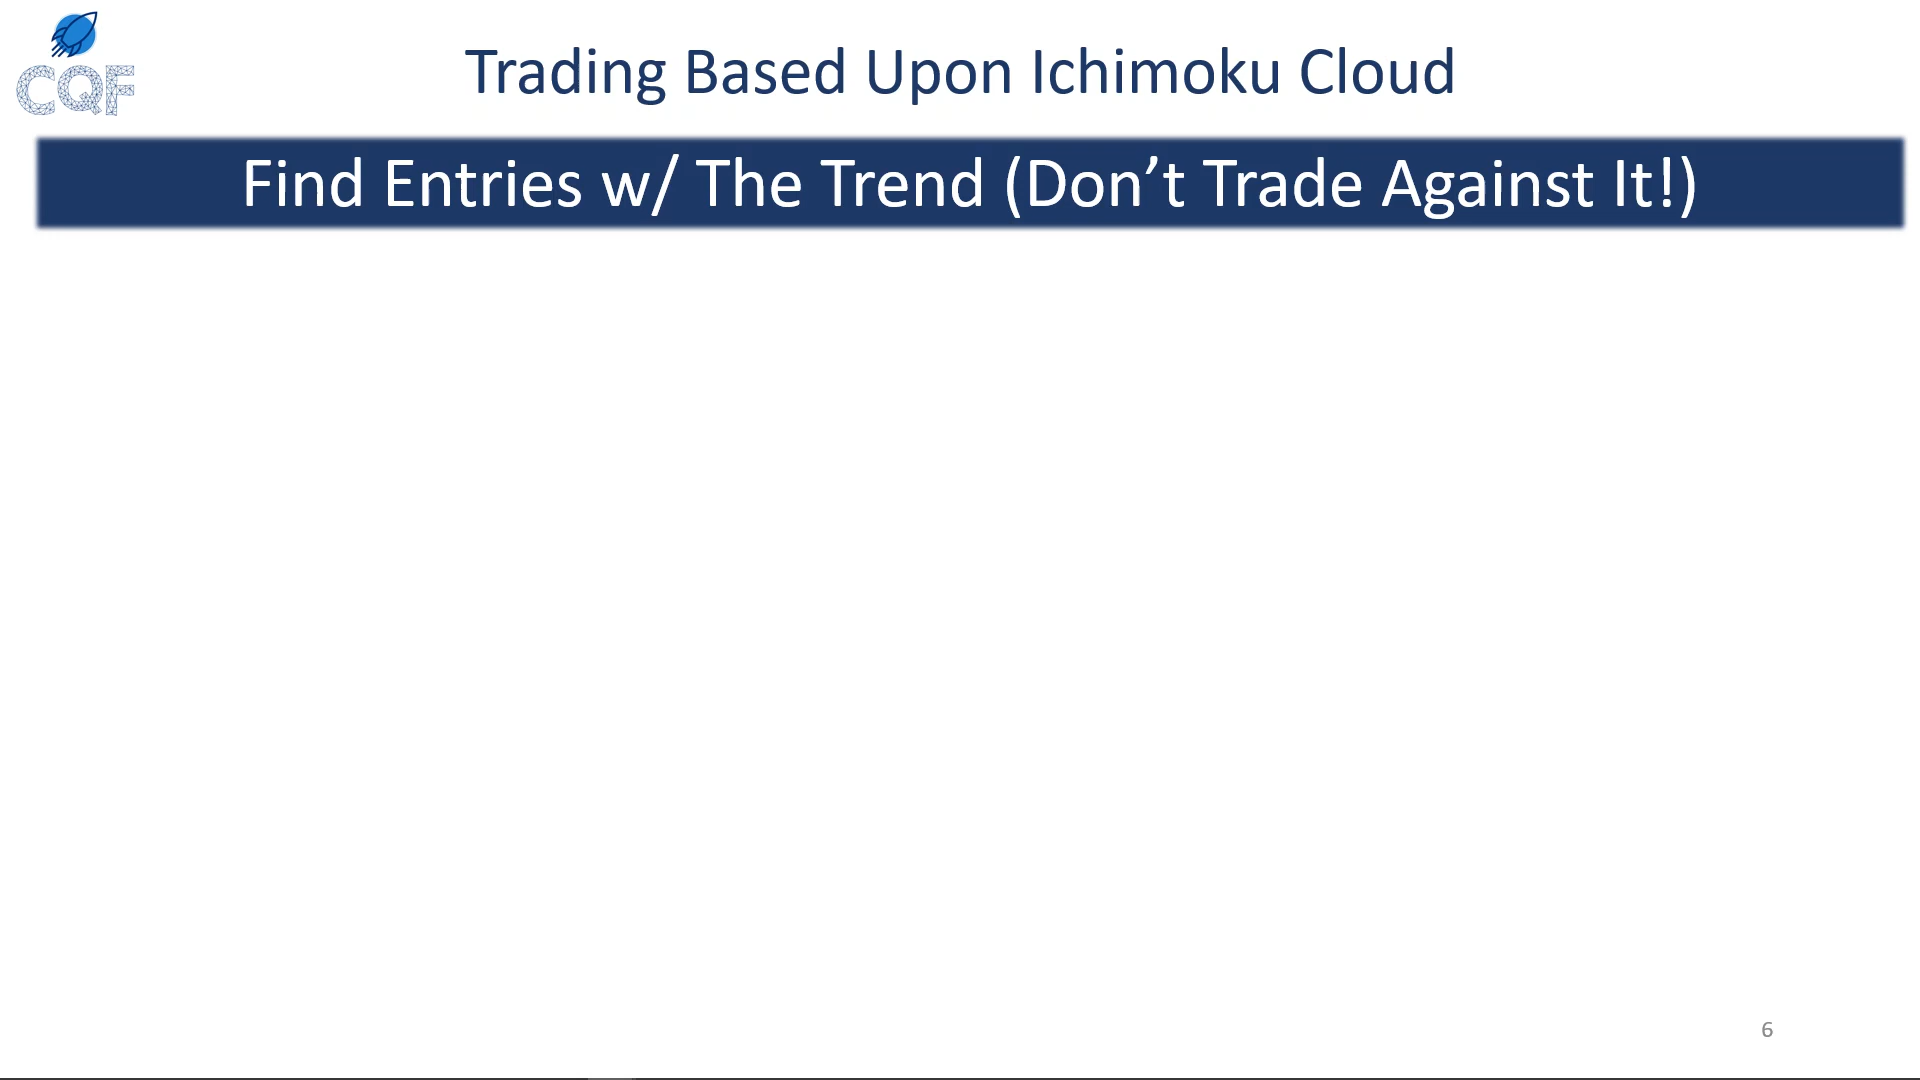 CQF
Trading Based Upon Ichimoku Cloud
Find Entries w/ The Trend (Don’t Trade Against It!)
6